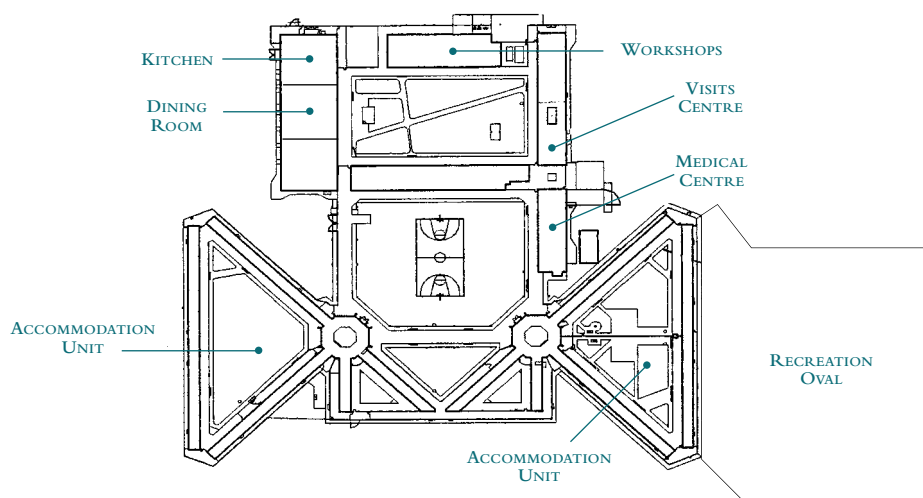 KITCHEN
WORKSHOPS
DINING
ROOM
VISITS
CENTRE
MEDICAL
CENTRE
ACCOMMODATION
UNIT
RECREATION
OVAL
ACCOMMODATION
UNIT